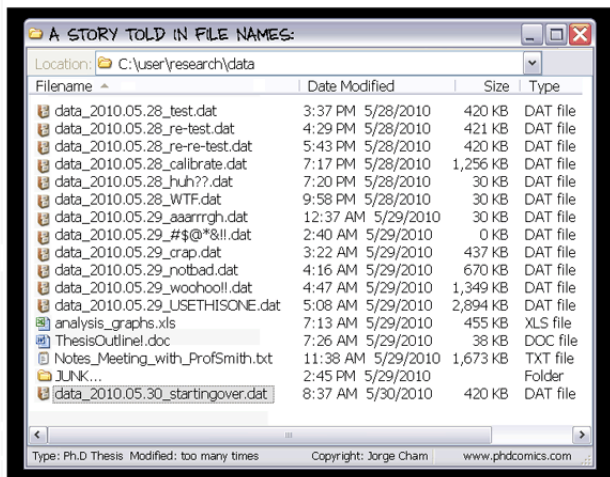 A STORY TOLD IN FILE NAMES:
Location: C:\user\research\data
Filename Date Modified Size Type
data_2010.05.28_test.dat 3:37 PM 5/28/2010 420 KB DAT file
data_2010.05.28_re-test.dat 4:29 PM 5/28/2010 421 KB DAT file
data_2010.05.28_re-re-test.dat 5:43 PM 5/28/2010 420 KB DAT file
data_2010.05.28_calibrate.dat 7:17 PM 5/28/2010 1,256 KB DAT file
data_2010.05.28_huh??.dat 7:20 PM 5/28/2010 30 KB DAT file
data_2010.05.28_WTF.dat 9:58 PM 5/28/2010 30 KB DAT file
data_2010.05.29_aaarrrgh.dat 12:37 AM 5/29/2010 30 KB DAT file
data_2010.05.29_#$@*&!!.dat 2:40 AM 5/29/2010 0 KB DAT file
data_2010.05.29_crap.dat 3:22 AM 5/29/2010 437 KB DAT file
data_2010.05.29_notbad.dat 4:16 AM 5/29/2010 670 KB DAT file
data_2010.05.29_woohoo!!.dat 4:47 AM 5/29/2010 1,349 KB DAT file
data_2010.05.29_USETHISONE.dat 5:08 AM 5/29/2010 2,894 KB DAT file
analysis_graphs.xls 7:13 AM 5/29/2010 455 KB XLS file
ThesisOutline!.doc 7:26 AM 5/29/2010 38 KB DOC file
Notes_Meeting_with_ProfSmith.txt 11:38 AM 5/29/2010 1,673 KB TXT file
JUNK... 2:45 PM 5/29/2010 Folder
data_2010.05.30_startingover.dat 8:37 AM 5/30/2010 420 KB DAT file
Type: Ph.D Thesis Modified: too many times Copyright: Jorge Cham www.phdcomics.com